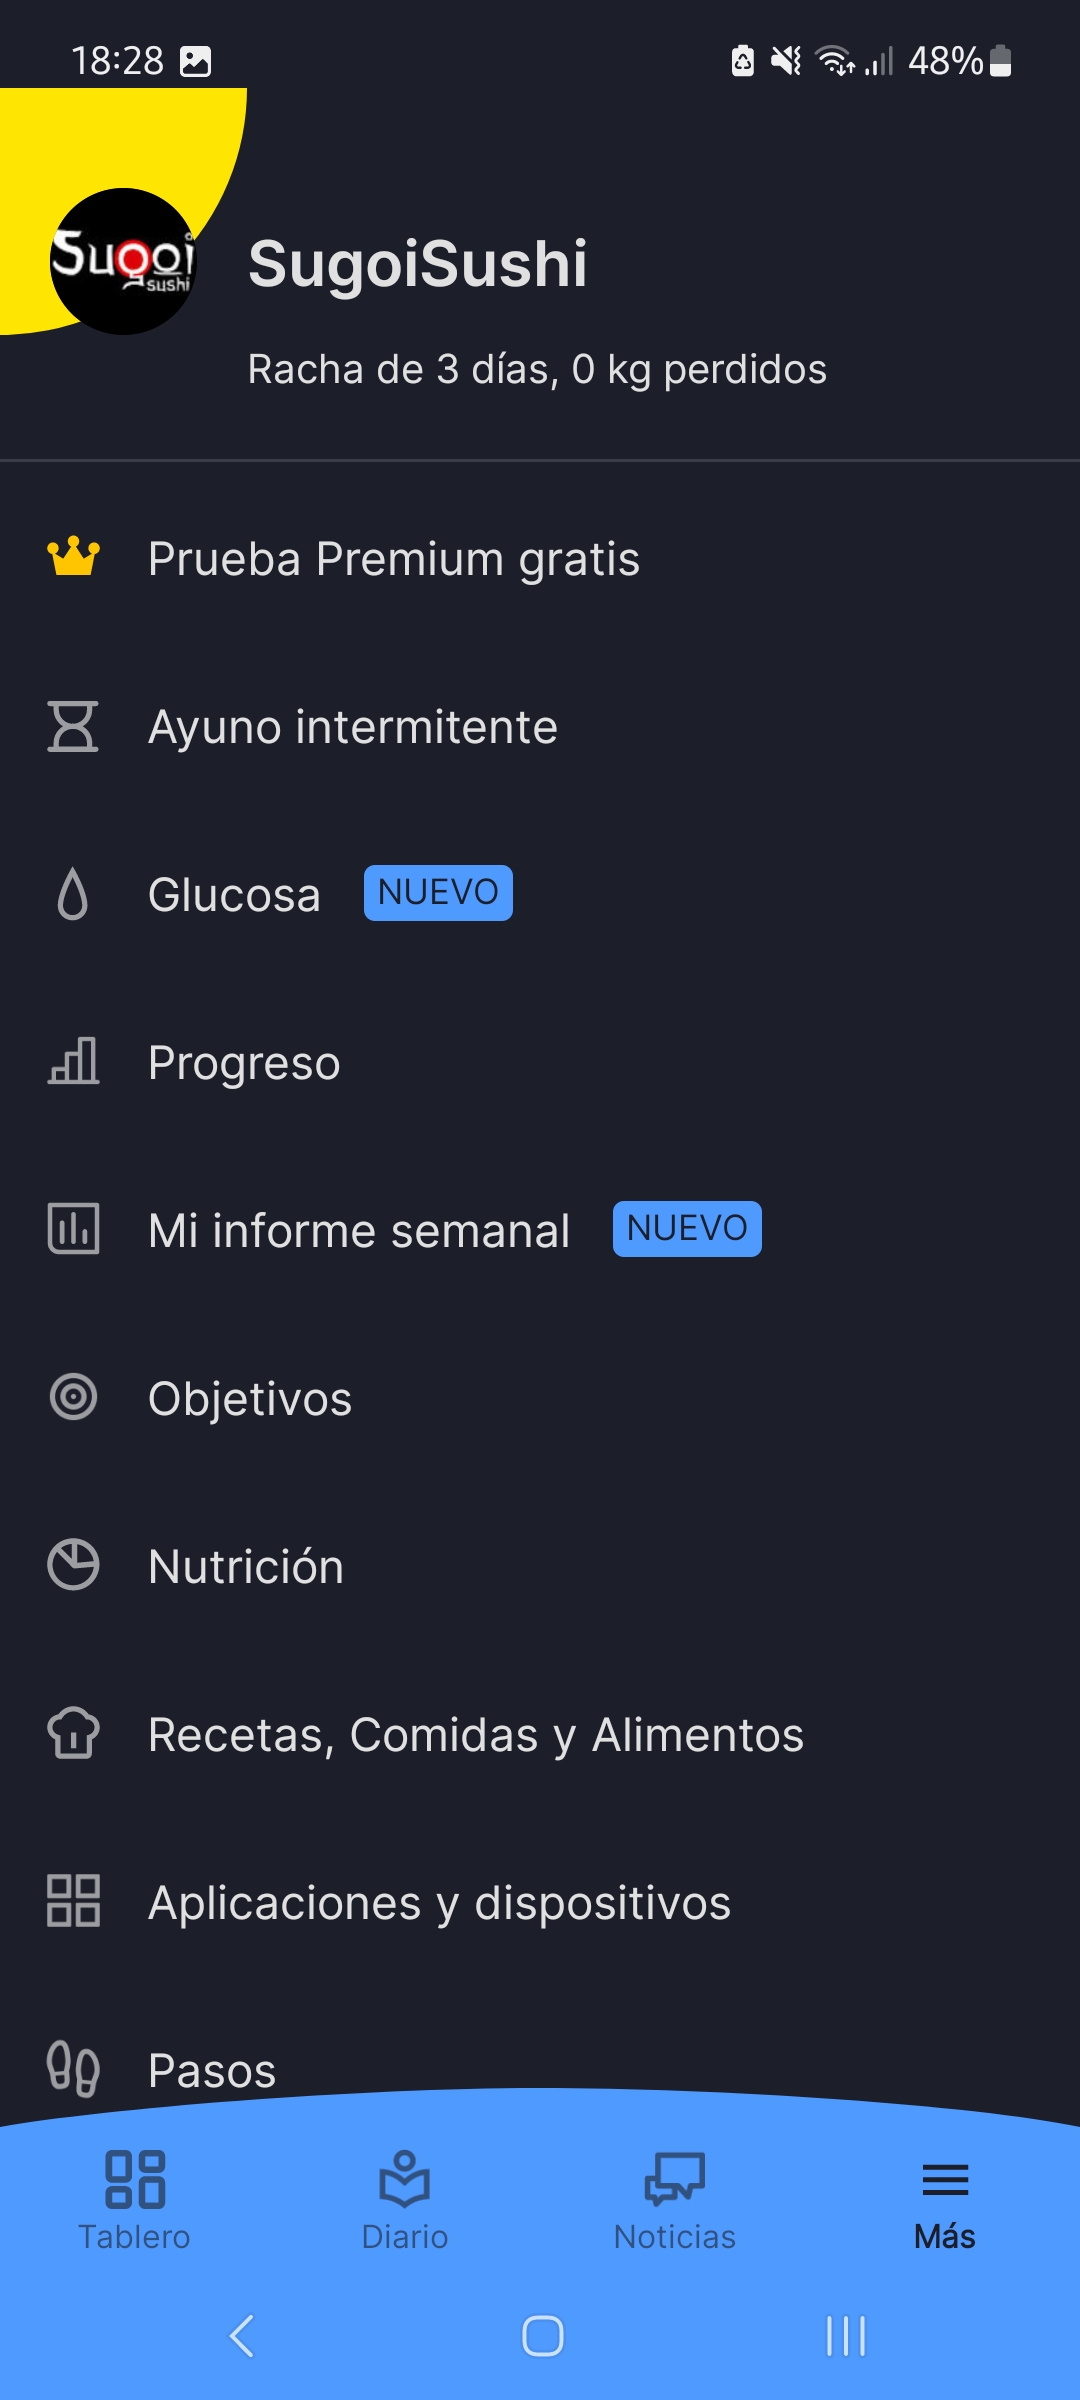 18:28
48%
Sugoi
sushi
SugoiSushi
Racha de 3 días, 0 kg perdidos
Prueba Premium gratis
Ayuno intermitente
Glucosa NUEVO
Progreso
Mi informe semanal NUEVO
Objetivos
Nutrición
Recetas, Comidas y Alimentos
Aplicaciones y dispositivos
Pasos
Tablero
Diario
Noticias
Más